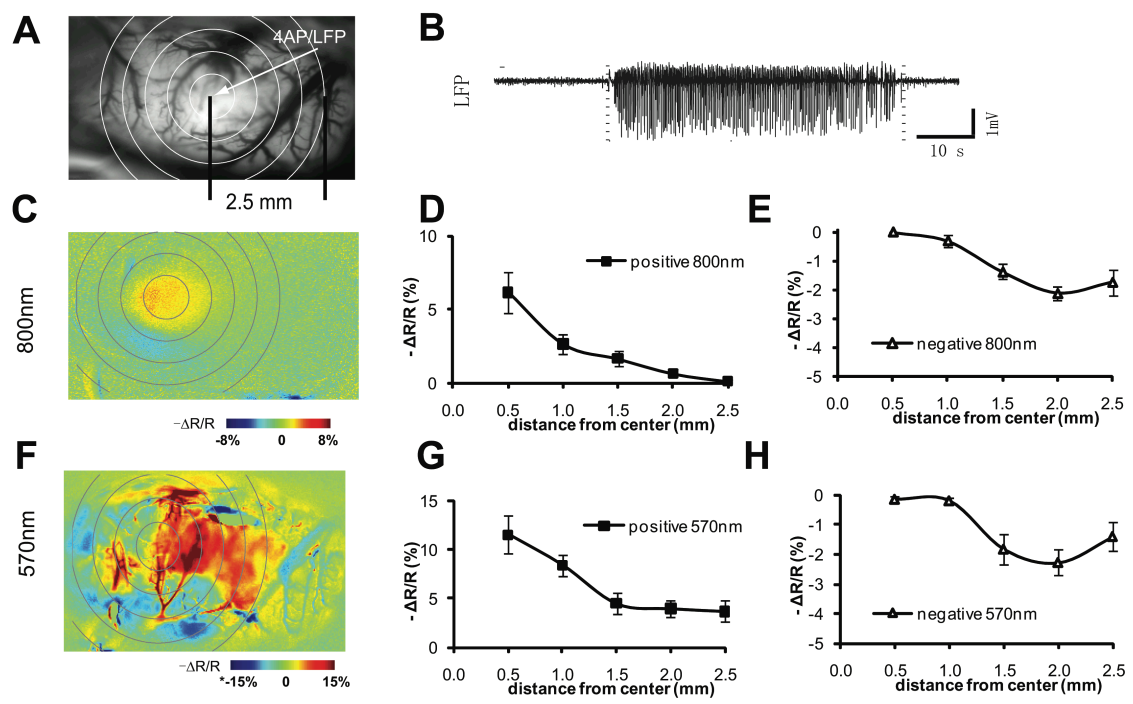 A
4AP/LFP
2.5 mm
B
LFP
10 s
1mV
C
800nm
−ΔR/R
-8% 0 8%
D
10
5
0
- ΔR/R (%)
positive 800nm
0.0 0.5 1.0 1.5 2.0 2.5
distance from center (mm)
E
0
-1
-2
-3
-4
-5
- ΔR/R (%)
negative 800nm
0.0 0.5 1.0 1.5 2.0 2.5
distance from center (mm)
F
570nm
−ΔR/R
*-15% 0 15%
G
15
10
5
0
- ΔR/R (%)
positive 570nm
0.0 0.5 1.0 1.5 2.0 2.5
distance from center (mm)
H
0
-1
-2
-3
-4
-5
- ΔR/R (%)
negative 570nm
0.0 0.5 1.0 1.5 2.0 2.5
distance from center (mm)